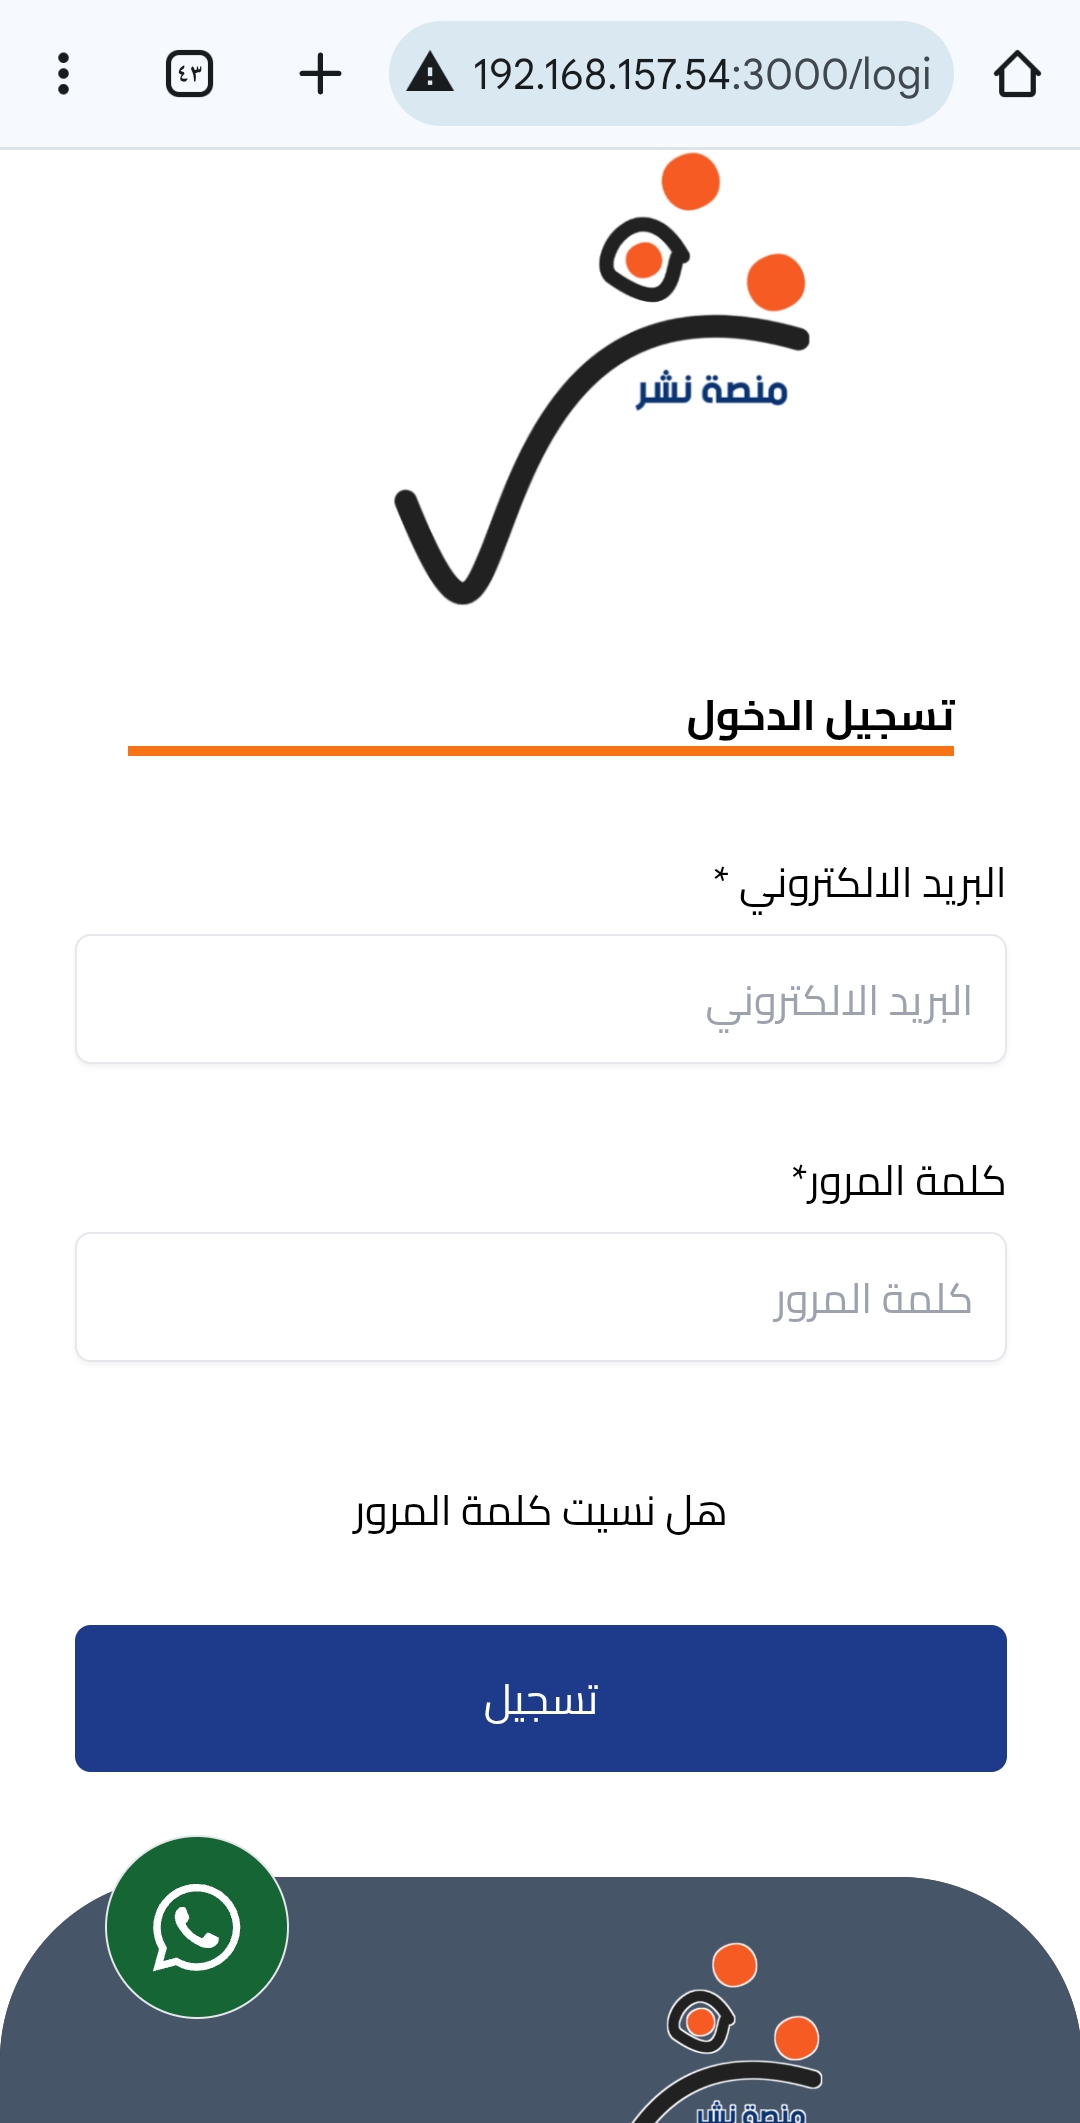 ٤٣
192.168.157.54:3000/logi
منصة نشر
تسجيل الدخول
البريد الالكتروني *
البريد الالكتروني
كلمة المرور*
كلمة المرور
هل نسيت كلمة المرور
تسجيل
منصة نشر